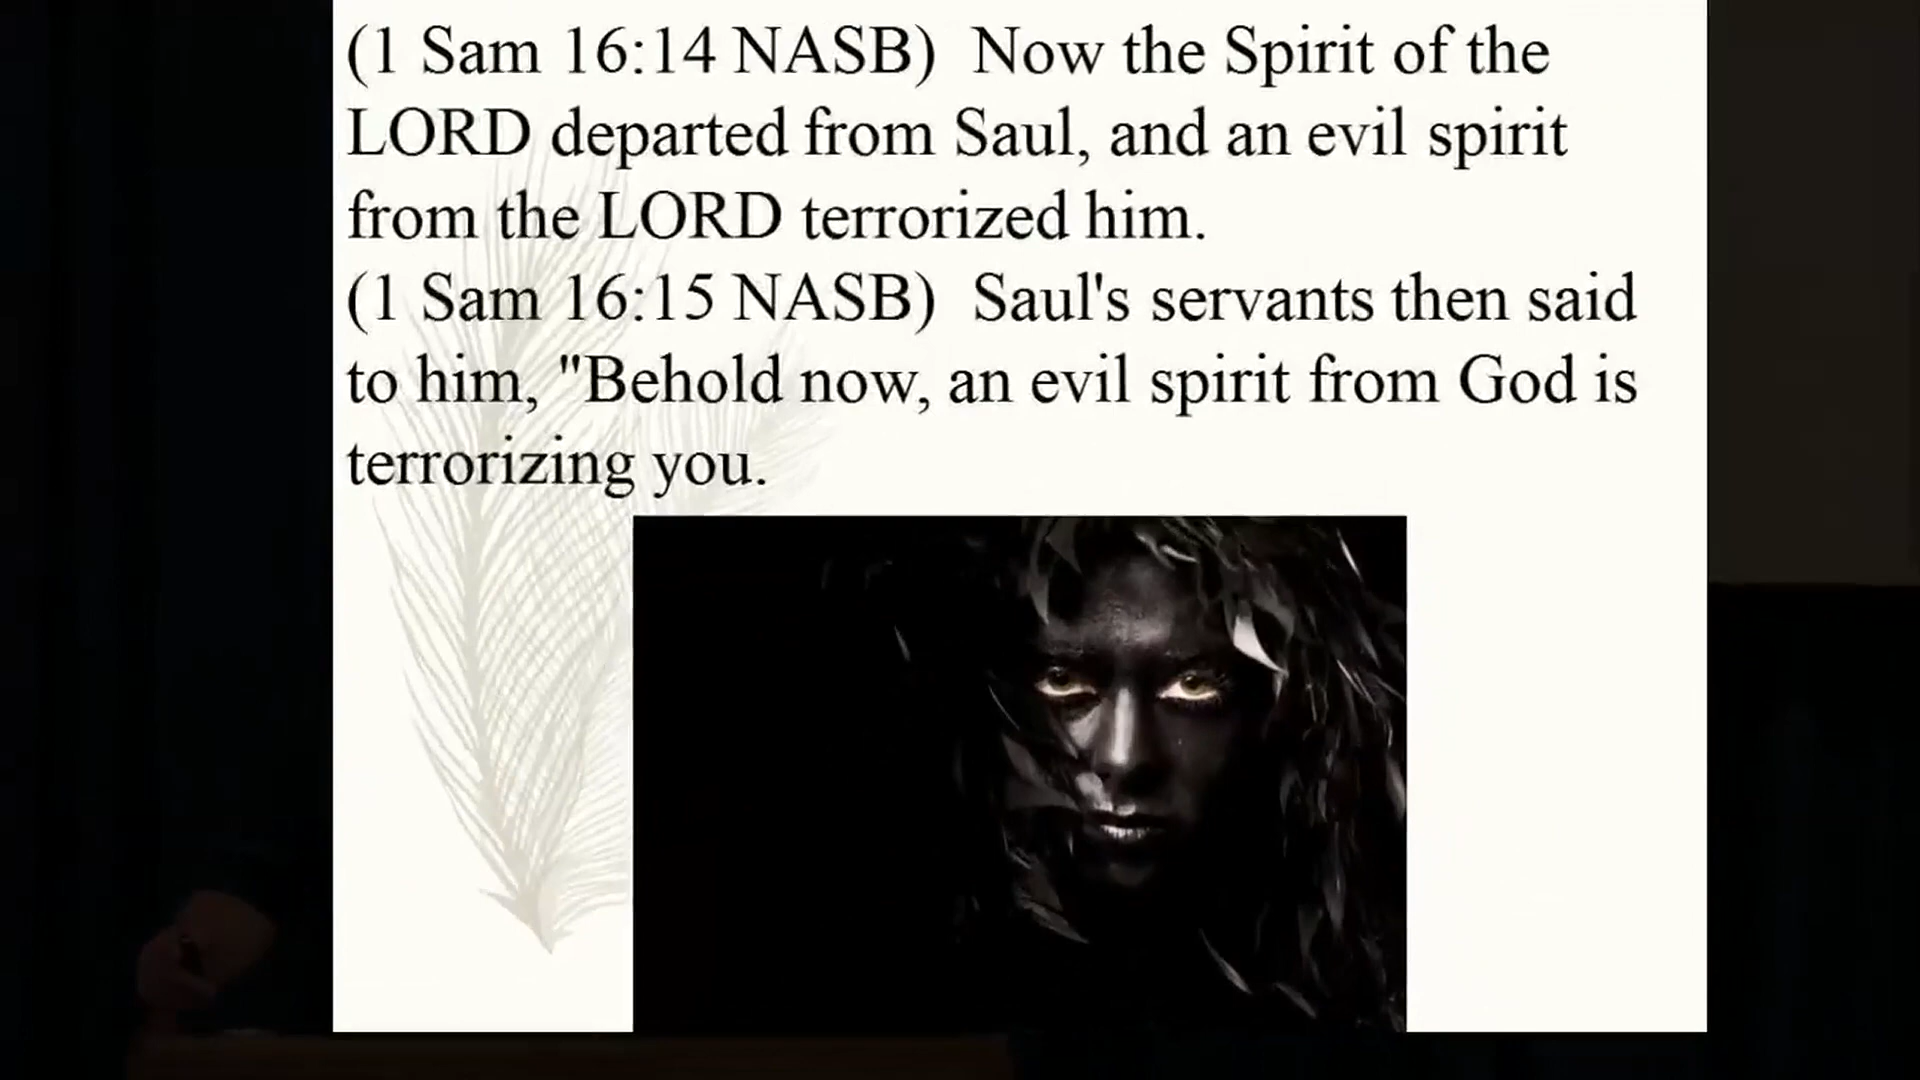 (1 Sam 16:14 NASB)  Now the Spirit of the
LORD departed from Saul, and an evil spirit
from the LORD terrorized him.
(1 Sam 16:15 NASB)  Saul's servants then said
to him, "Behold now, an evil spirit from God is
terrorizing you.